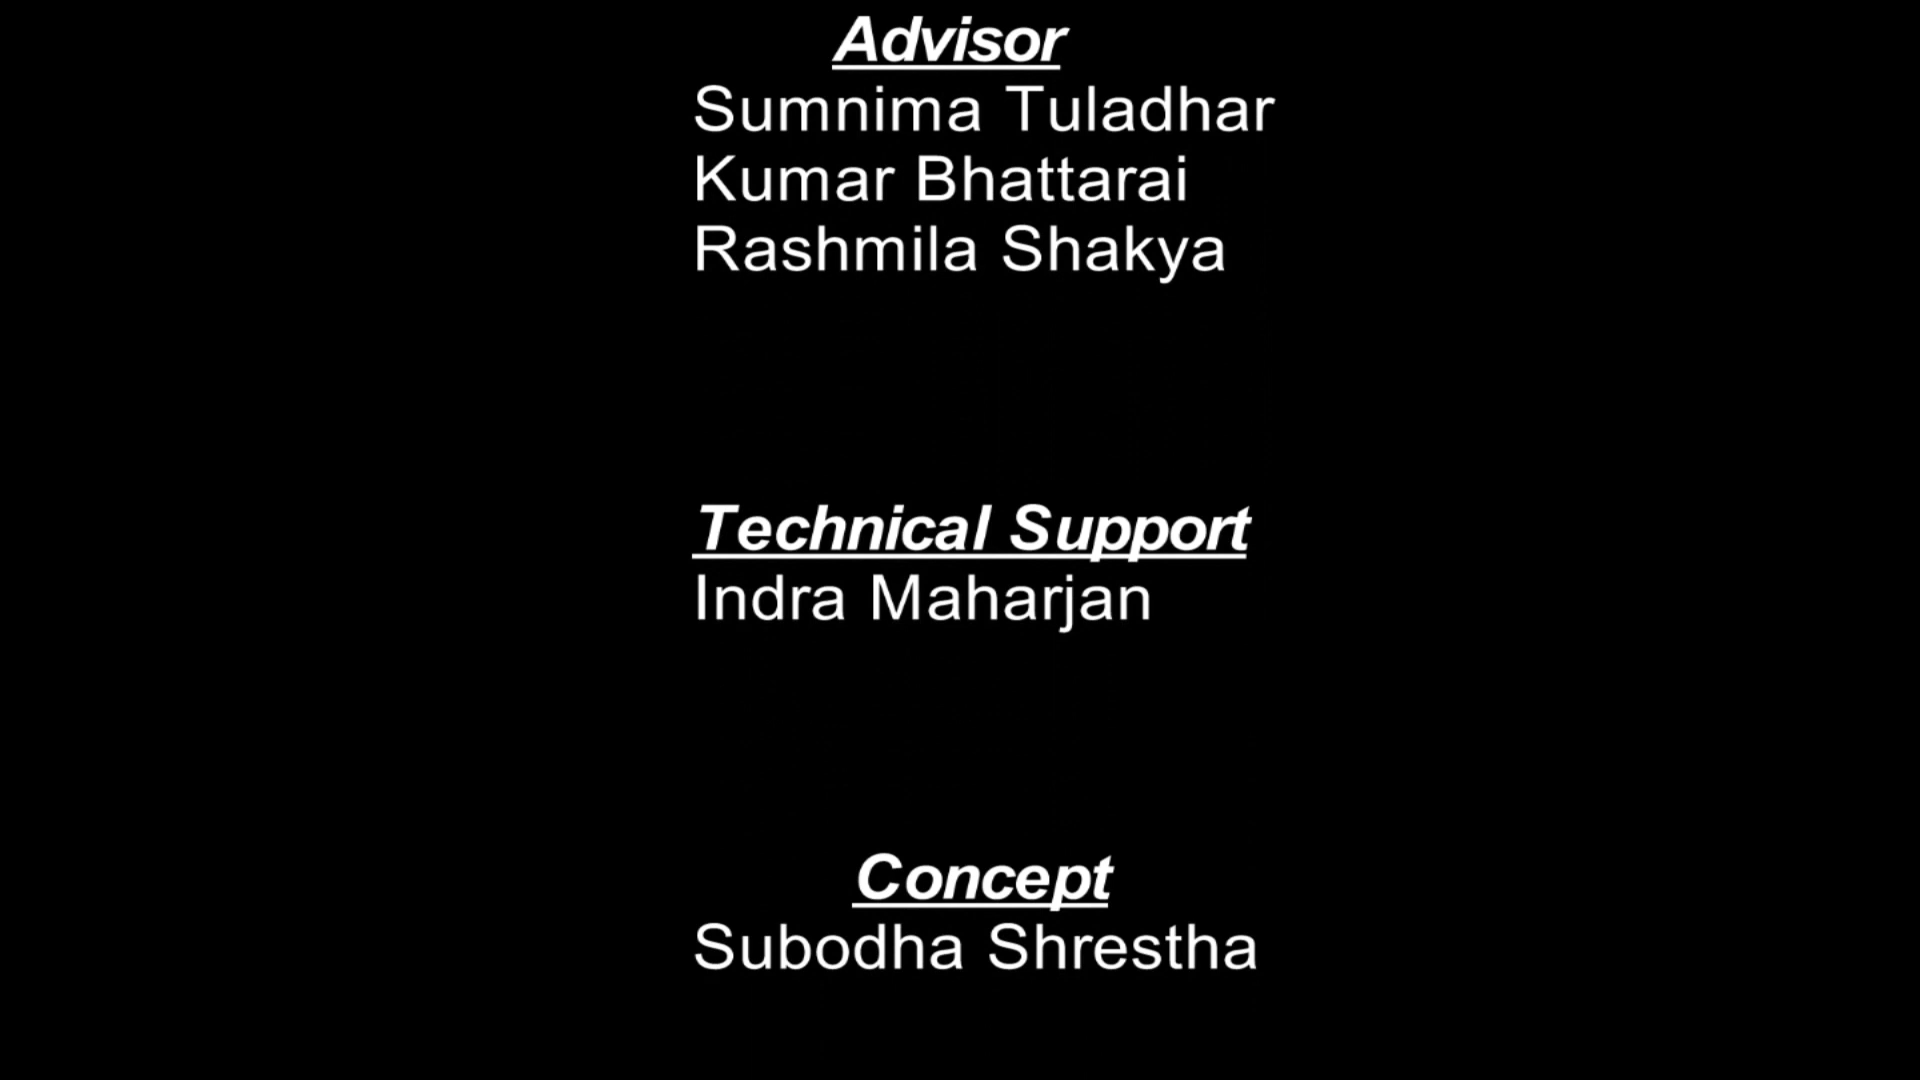 Advisor
Sumnima Tuladhar
Kumar Bhattarai
Rashmila Shakya
Technical Support
Indra Maharjan
Concept
Subodha Shrestha